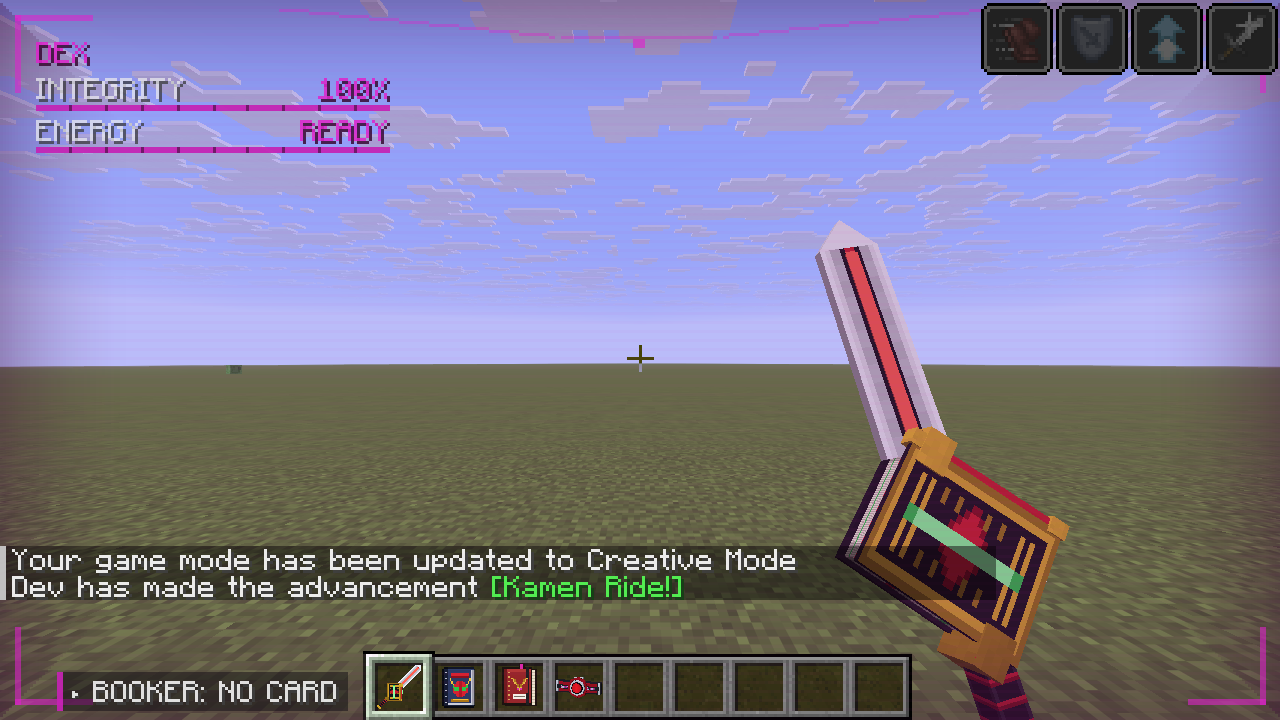 DEX
INTEGRITY 100%
ENERGY READY
Your game mode has been updated to Creative Mode
Dev has made the advancement [Kamen Ride!]
▸ BOOKER: NO CARD